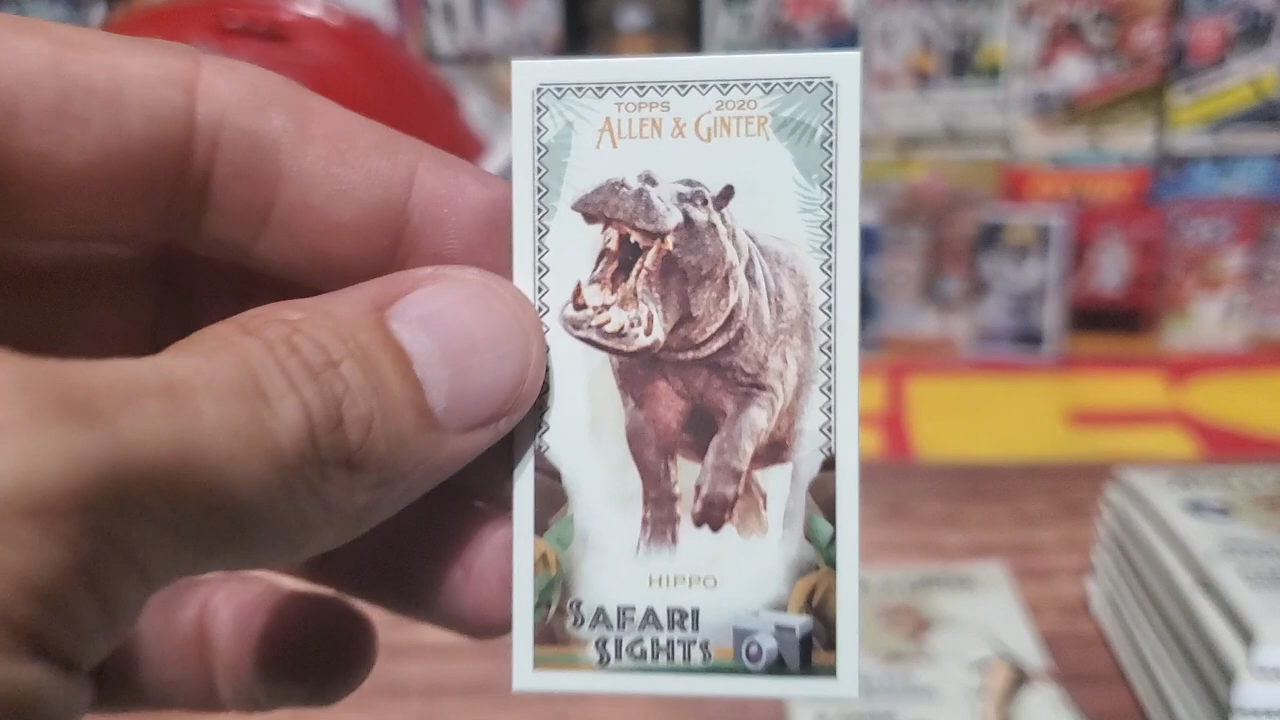 TOPPS 2020
ALLEN & GINTER
HIPPO
SAFARI
SIGHTS